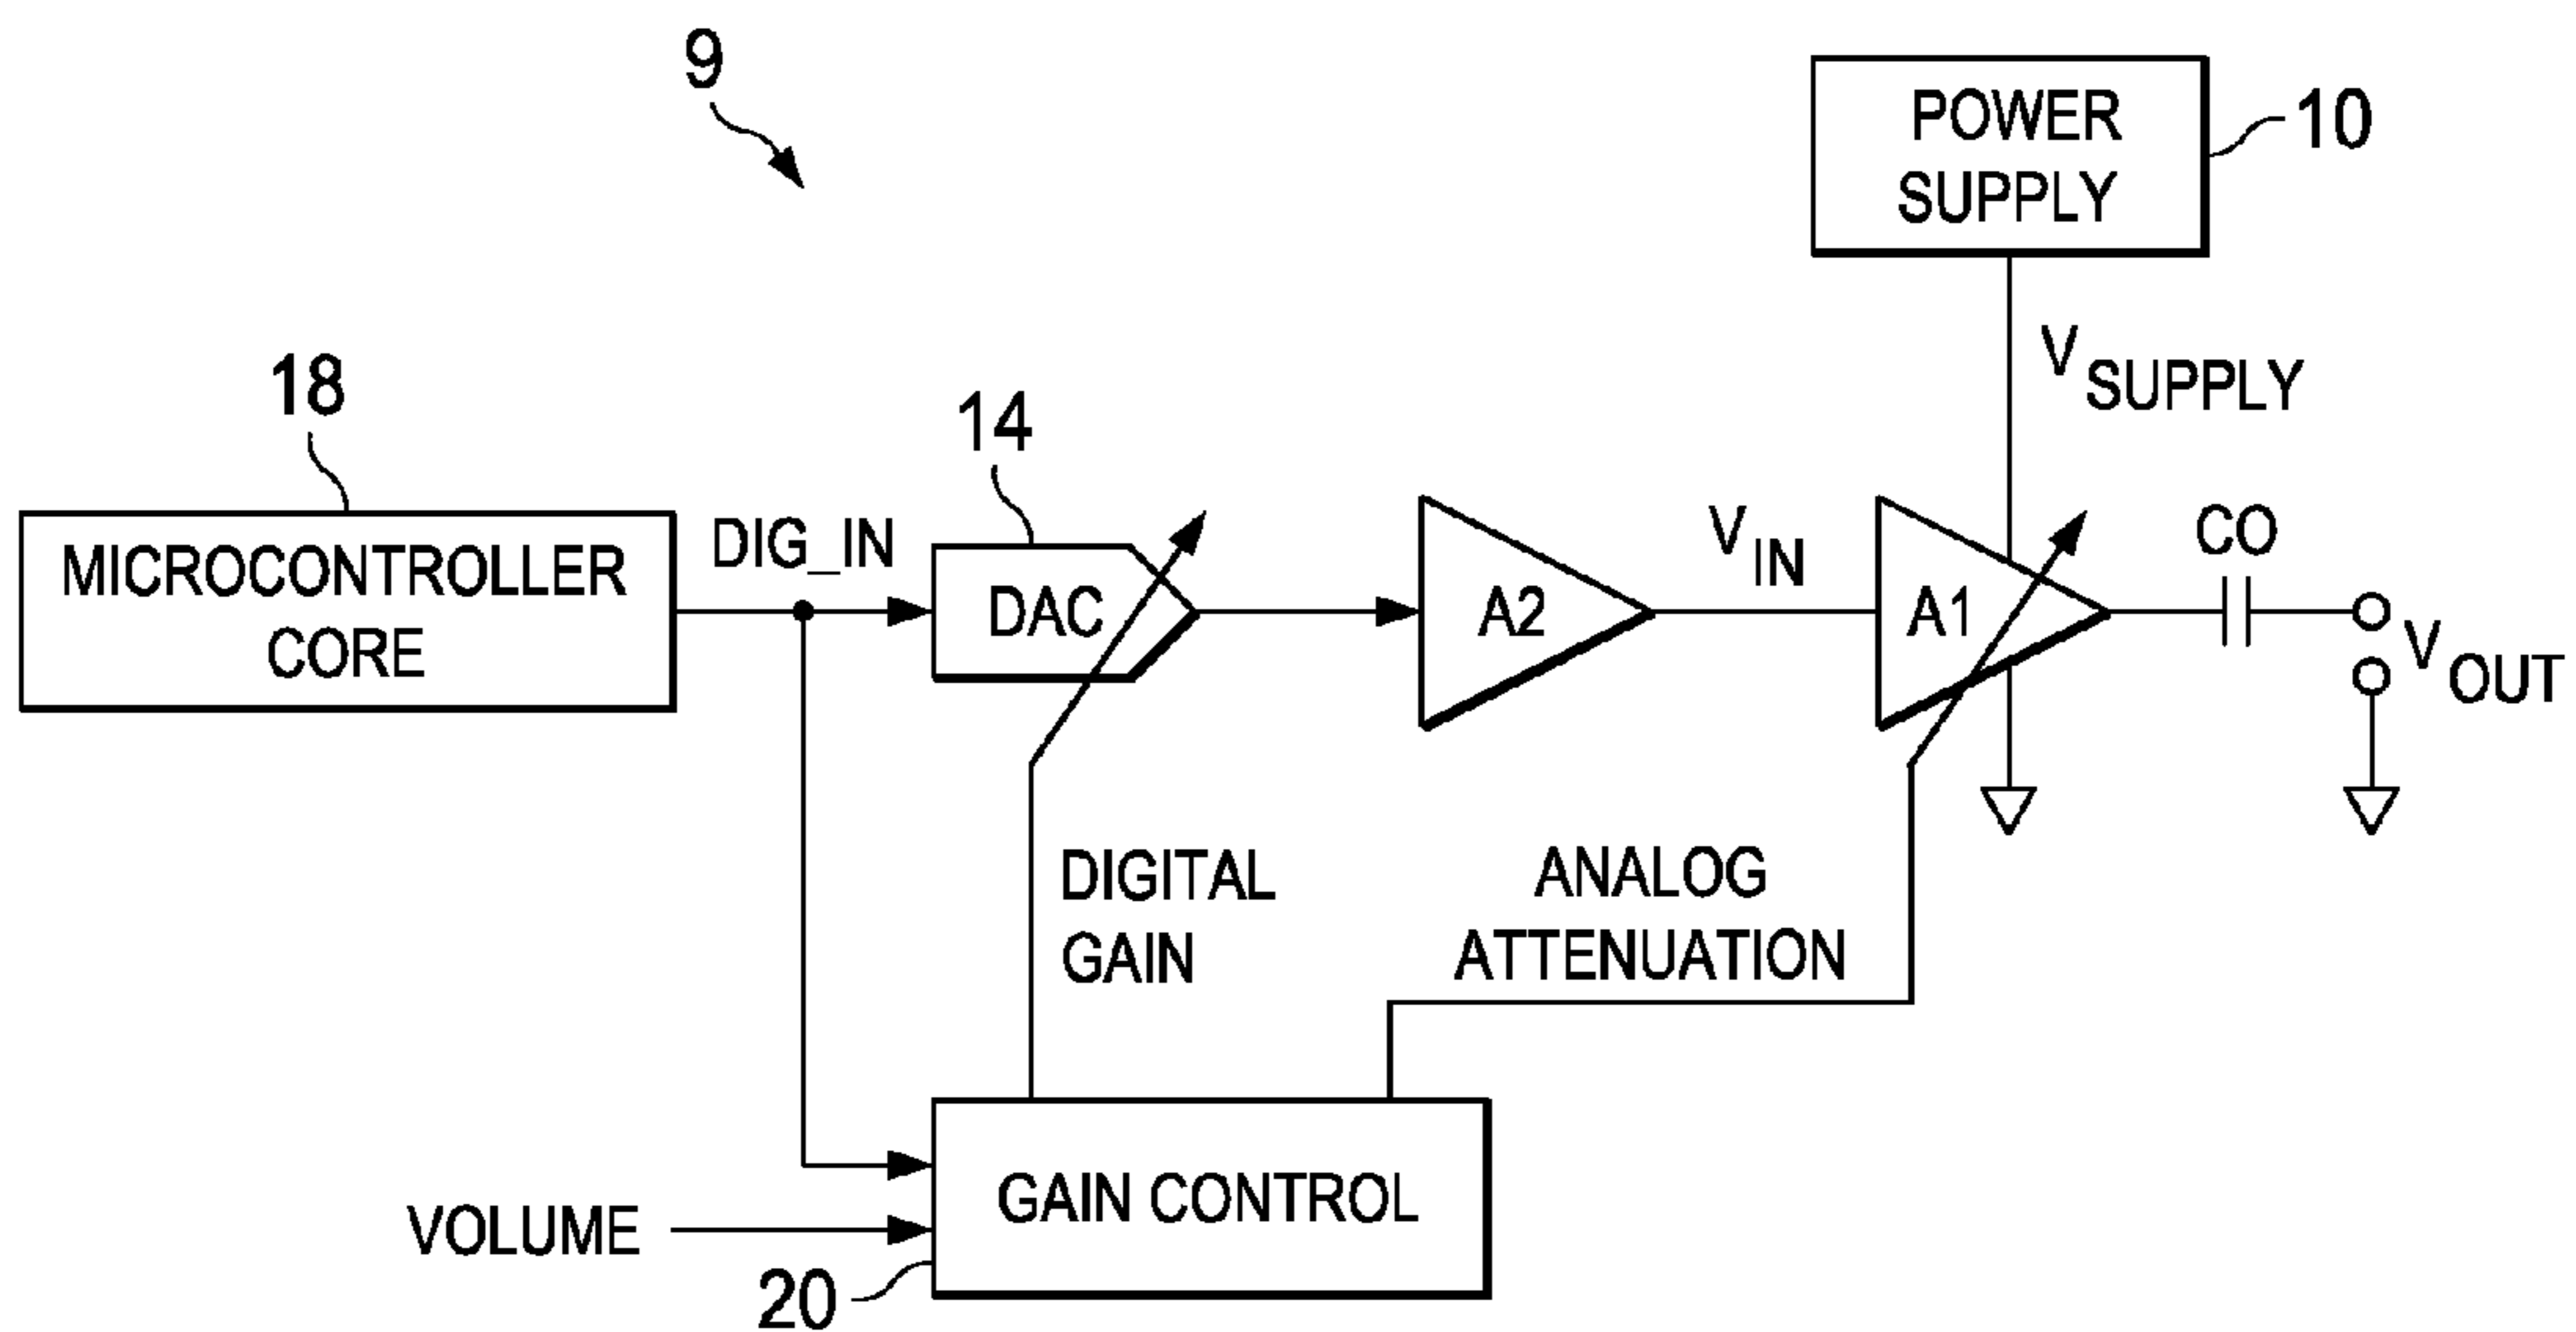 9
POWER
SUPPLY
10
V SUPPLY
18
14
MICROCONTROLLER
CORE
DIG_IN
DAC
A2
V IN
A1
CO
V OUT
DIGITAL
GAIN
ANALOG
ATTENUATION
GAIN CONTROL
VOLUME
20